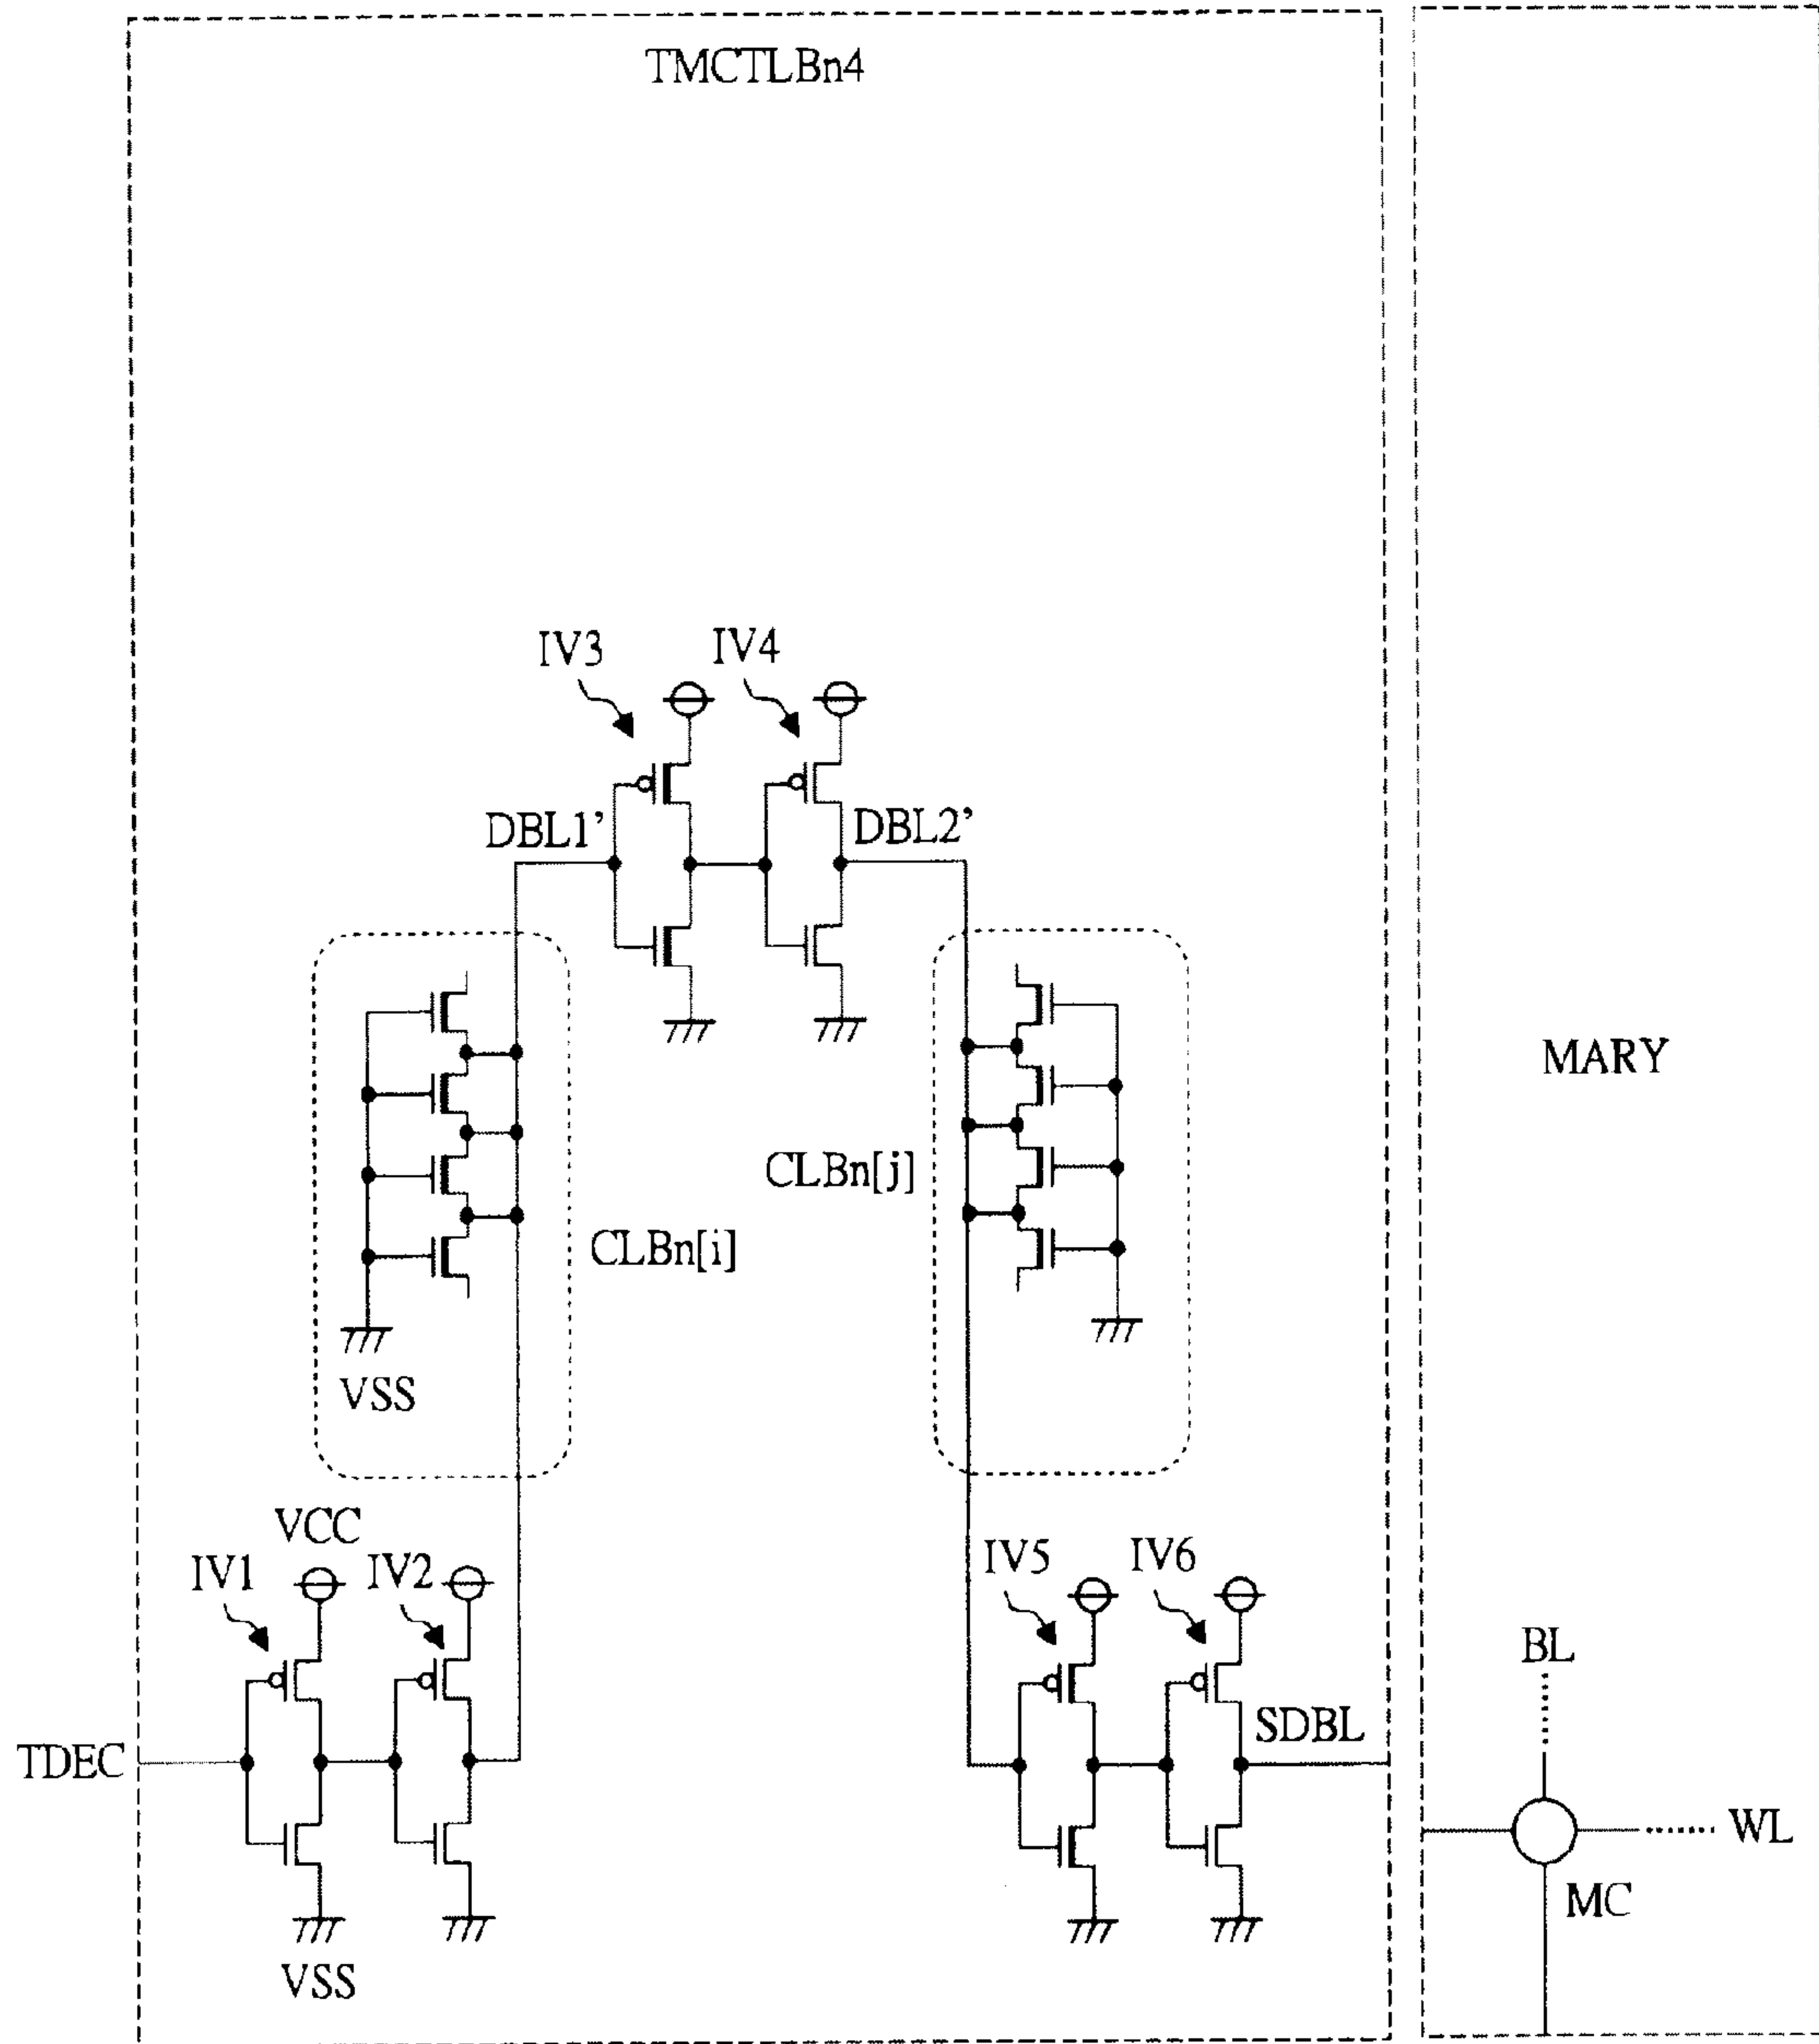 TMCTLBn4
IV3
IV4
DBL1’
DBL2’
MARY
CLBn[j]
CLBn[i]
VSS
VCC
IV1
IV2
IV5
IV6
BL
SDBL
TDEC
WL
MC
VSS